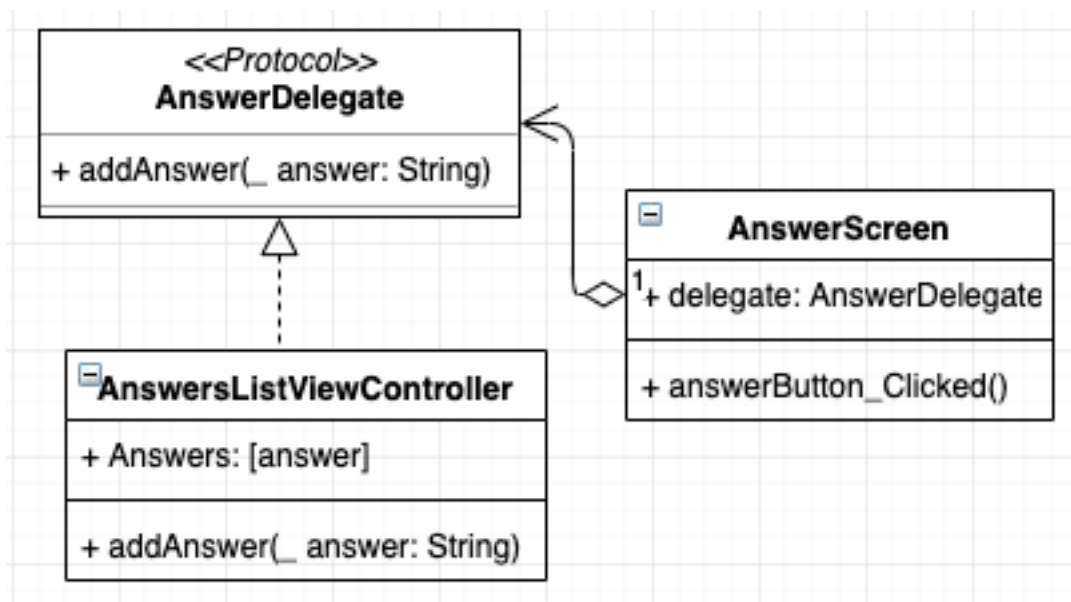 <<Protocol>>
AnswerDelegate
+ addAnswer(_ answer: String)
AnswerScreen
1
+ delegate: AnswerDelegate
+ answerButton_Clicked()
AnswersListViewController
+ Answers: [answer]
+ addAnswer(_ answer: String)